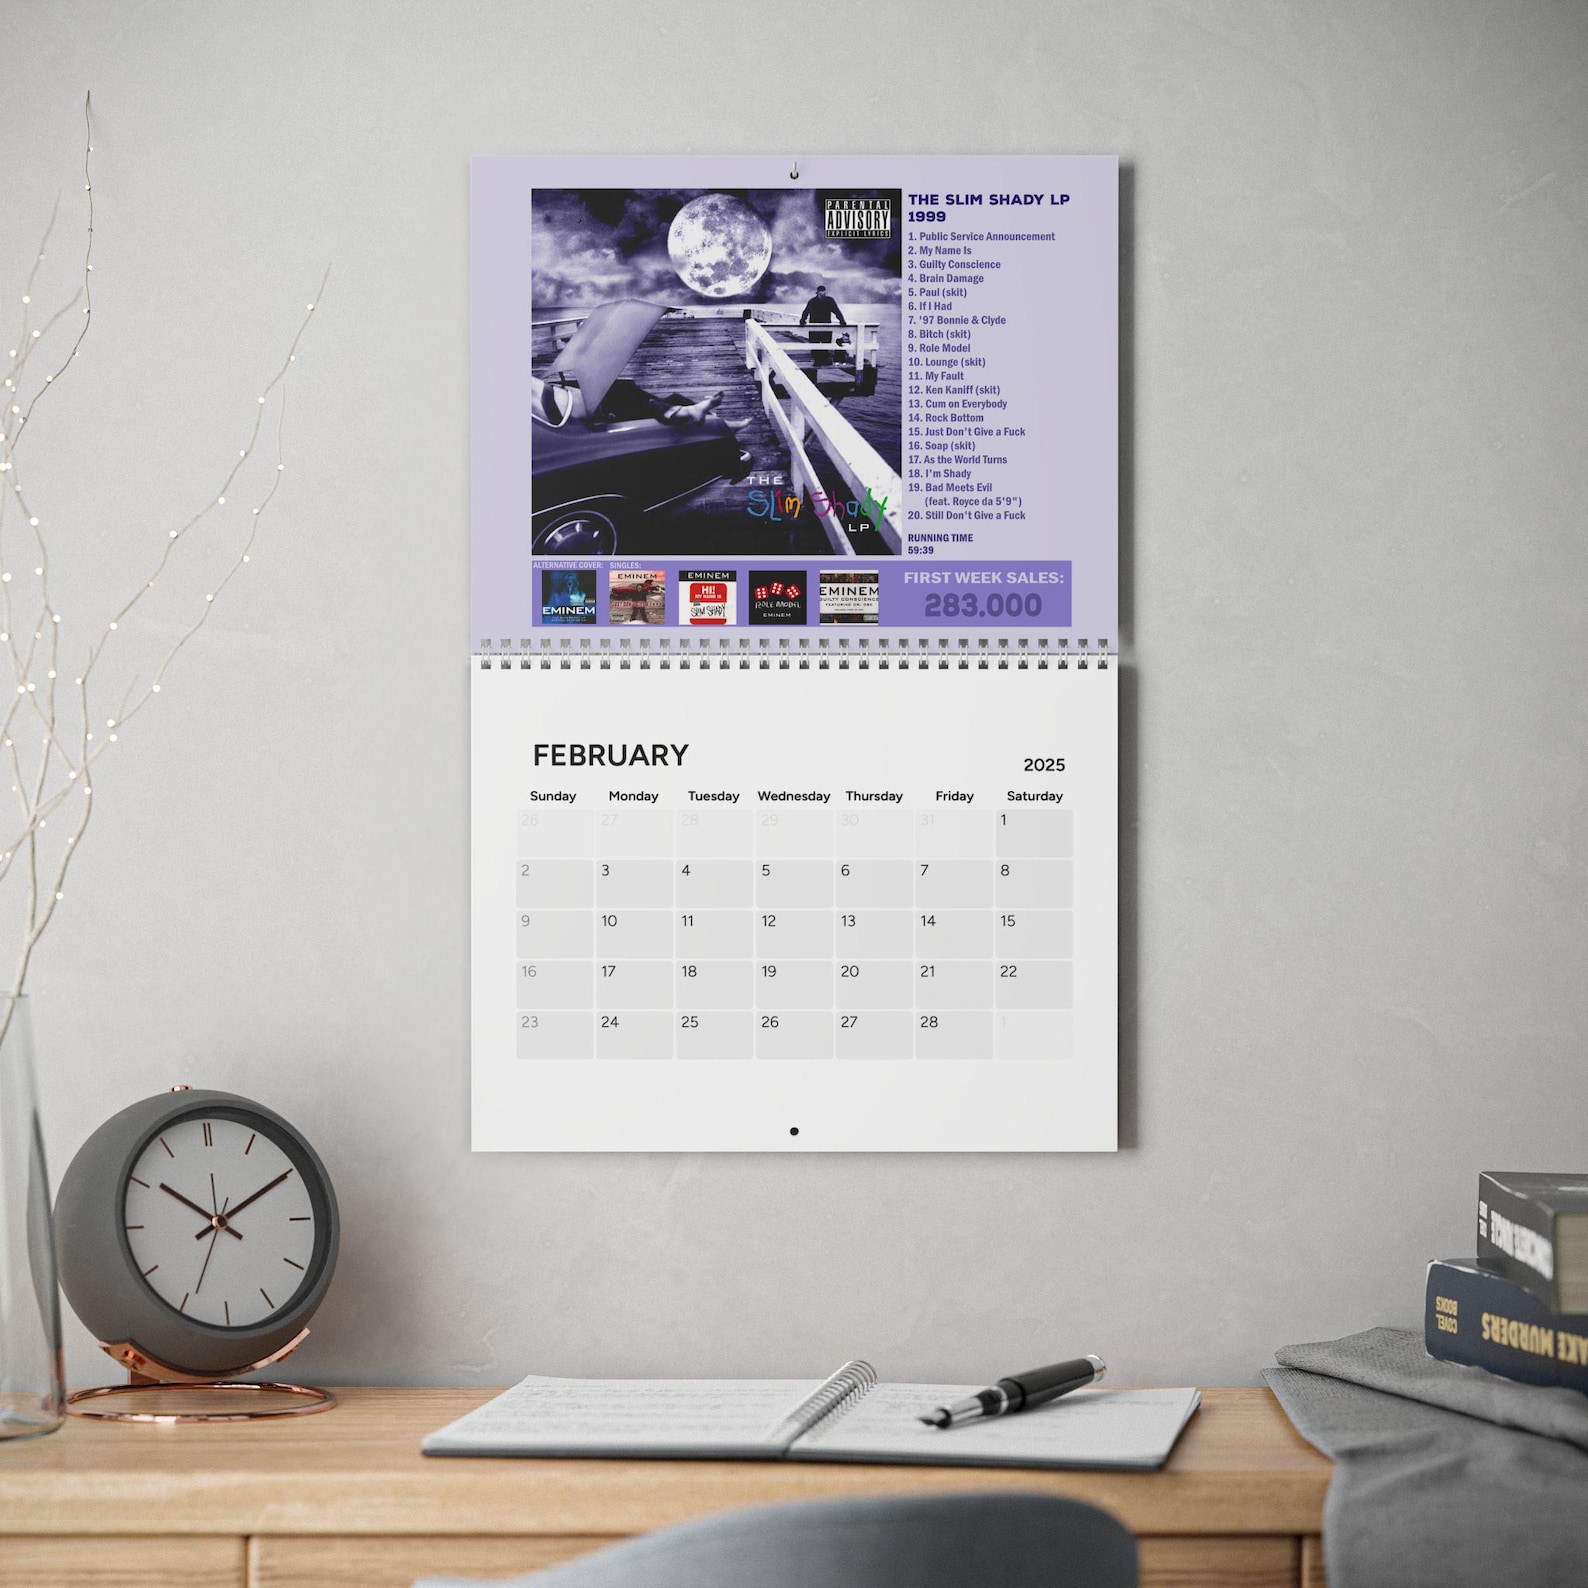 PARENTAL
ADVISORY
EXPLICIT LYRICS
THE
SLim Shady
LP
THE SLIM SHADY LP
1999
1. Public Service Announcement
2. My Name Is
3. Guilty Conscience
4. Brain Damage
5. Paul (skit)
6. If I Had
7. '97 Bonnie & Clyde
8. Bitch (skit)
9. Role Model
10. Lounge (skit)
11. My Fault
12. Ken Kaniff (skit)
13. Cum on Everybody
14. Rock Bottom
15. Just Don't Give a Fuck
16. Soap (skit)
17. As the World Turns
18. I'm Shady
19. Bad Meets Evil
(feat. Royce da 5'9")
20. Still Don't Give a Fuck
RUNNING TIME
59:39
ALTERNATIVE COVER: SINGLES:
EMINEM
EMINEM
EMINEM
HI!
MY NAME IS
SLIM SHADY
ROLE MODEL
EMINEM
EMINEM
GUILTY CONSCIENCE
FEATURING DR. DRE
FIRST WEEK SALES:
283.000
FEBRUARY
2025
Sunday Monday Tuesday Wednesday Thursday Friday Saturday
26 27 28 29 30 31 1
2 3 4 5 6 7 8
9 10 11 12 13 14 15
16 17 18 19 20 21 22
23 24 25 26 27 28 1
COVEL
BOOKS
MURDERS